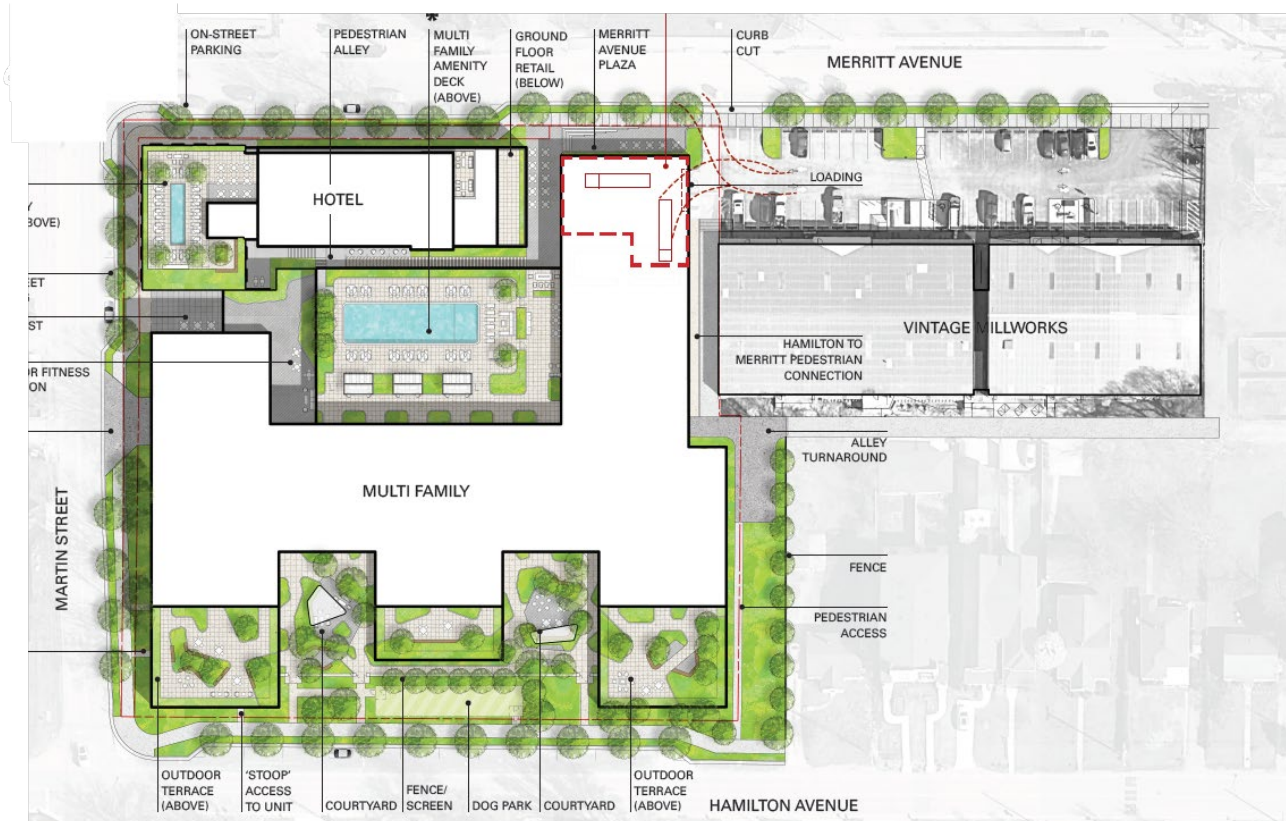 *
ON-STREET
PARKING
PEDESTRIAN
ALLEY
MULTI
FAMILY
AMENITY
DECK
(ABOVE)
GROUND
FLOOR
RETAIL
(BELOW)
MERRITT
AVENUE
PLAZA
CURB
CUT
MERRITT AVENUE
LOADING
HOTEL
BOVE)
EET
ST
OR FITNESS
ON
VINTAGE MILLWORKS
HAMILTON TO
MERRITT PEDESTRIAN
CONNECTION
ALLEY
TURNAROUND
MULTI FAMILY
MARTIN STREET
FENCE
PEDESTRIAN
ACCESS
OUTDOOR
TERRACE
(ABOVE)
'STOOP'
ACCESS
TO UNIT
COURTYARD
FENCE/
SCREEN
DOG PARK
COURTYARD
OUTDOOR
TERRACE
(ABOVE)
HAMILTON AVENUE